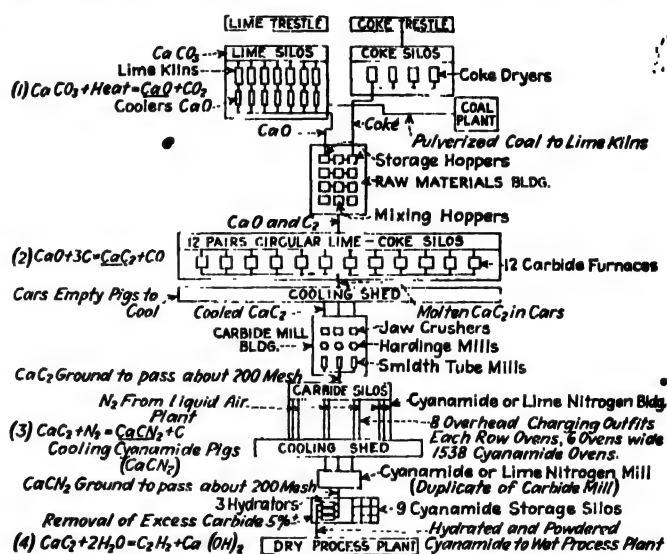 LIME TRESTLE COKE TRESTLE
CaCO3 LIME SILOS COKE SILOS
Lime Kilns
Coke Dryers
(1) CaCO3+Heat=CaO+CO2
Coolers CaO
COAL PLANT
CaO Coke Pulverized Coal to Lime Kilns
Storage Hoppers
RAW MATERIALS BLDG.
CaO and C2 Mixing Hoppers
12 PAIRS CIRCULAR LIME-COKE SILOS
(2) CaO+3C=CaC2+CO
12 Carbide Furnaces
Cars Empty Pigs to Cool
COOLING SHED
Cooled CaC2 Molten CaC2 in Cars
CARBIDE MILL BLDG.
Jaw Crushers
Hardinge Mills
Smidth Tube Mills
CaC2 Ground to pass about 200 Mesh
CARBIDE SILOS
N2 From Liquid Air Plant
Cyanamide or Lime Nitrogen Bldg.
8 Overhead Charging Outfits
Each Row Ovens, 6 Ovens wide
1538 Cyanamide Ovens.
(3) CaC2+N2=CaCN2+C
Cooling Cyanamide Pigs
(CaCN2)
COOLING SHED
Cyanamide or Lime Nitrogen Mill
(Duplicate of Carbide Mill)
CaCN2 Ground to pass about 200 Mesh
3 Hydrators
9 Cyanamide Storage Silos
Removal of Excess Carbide 5%±
Hydrated and Powdered
Cyanamide to Wet Process Plant
(4) CaC2+2H2O=C2H2+Ca(OH)2
DRY PROCESS PLANT